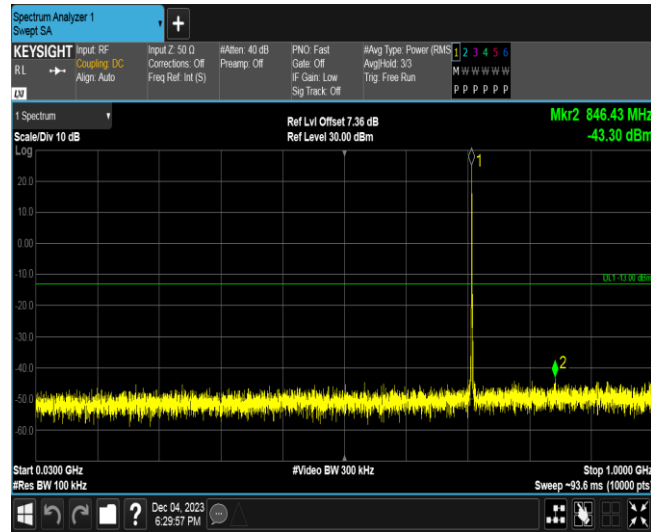 Spectrum Analyzer 1
Swept SA
+
KEYSIGHT
RL
LXI
Input: RF
Coupling: DC
Align: Auto
Input Z: 50 Ω
Corrections: Off
Freq Ref: Int (S)
#Atten: 40 dB
Preamp: Off
PNO: Fast
Gate: Off
IF Gain: Low
Sig Track: Off
#Avg Type: Power (RMS
Avg|Hold: 3/3
Trig: Free Run
1 2 3 4 5 6
M W W W W W
P P P P P P
1 Spectrum
Scale/Div 10 dB
Log
Ref Lvl Offset 7.36 dB
Ref Level 30.00 dBm
Mkr2 846.43 MHz
-43.30 dBm
1
20.0
10.0
0.00
-10.0
DL1 -13.00 dBm
-20.0
-30.0
-40.0
2
-50.0
-60.0
Start 0.0300 GHz
#Res BW 100 kHz
#Video BW 300 kHz
Stop 1.0000 GHz
Sweep ~93.6 ms (10000 pts)
?
Dec 04, 2023
6:29:57 PM